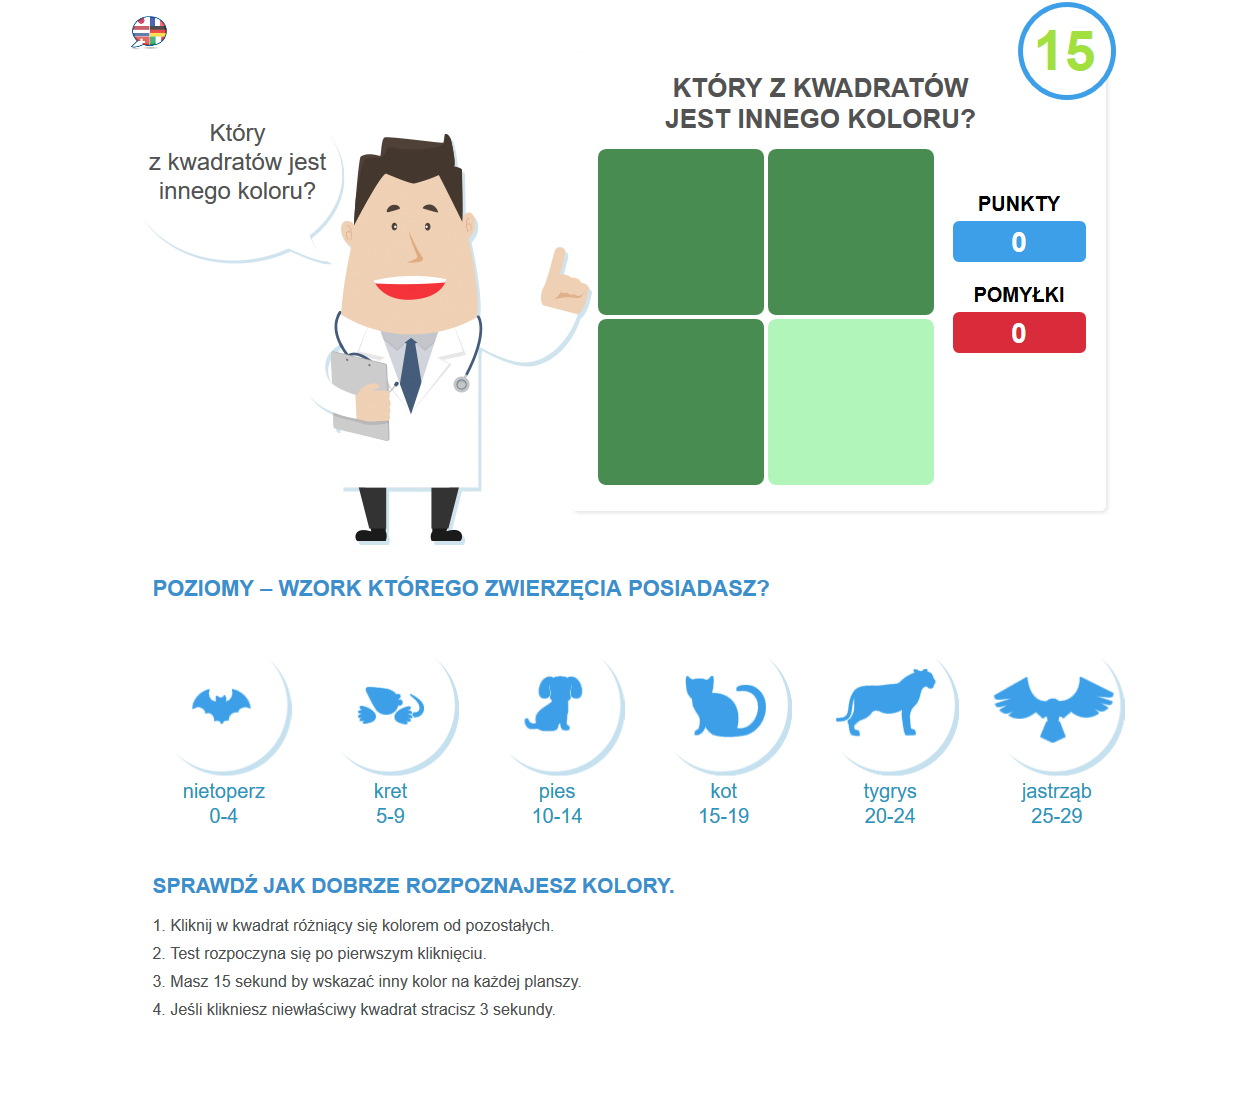 15
KTÓRY Z KWADRATÓW
JEST INNEGO KOLORU?
Który
z kwadratów jest
innego koloru?
PUNKTY
0
POMYŁKI
0
POZIOMY – WZORK KTÓREGO ZWIERZĘCIA POSIADASZ?
nietoperz
0-4
kret
5-9
pies
10-14
kot
15-19
tygrys
20-24
jastrząb
25-29
SPRAWDŹ JAK DOBRZE ROZPOZNAJESZ KOLORY.
1. Kliknij w kwadrat różniący się kolorem od pozostałych.
2. Test rozpoczyna się po pierwszym kliknięciu.
3. Masz 15 sekund by wskazać inny kolor na każdej planszy.
4. Jeśli klikniesz niewłaściwy kwadrat stracisz 3 sekundy.